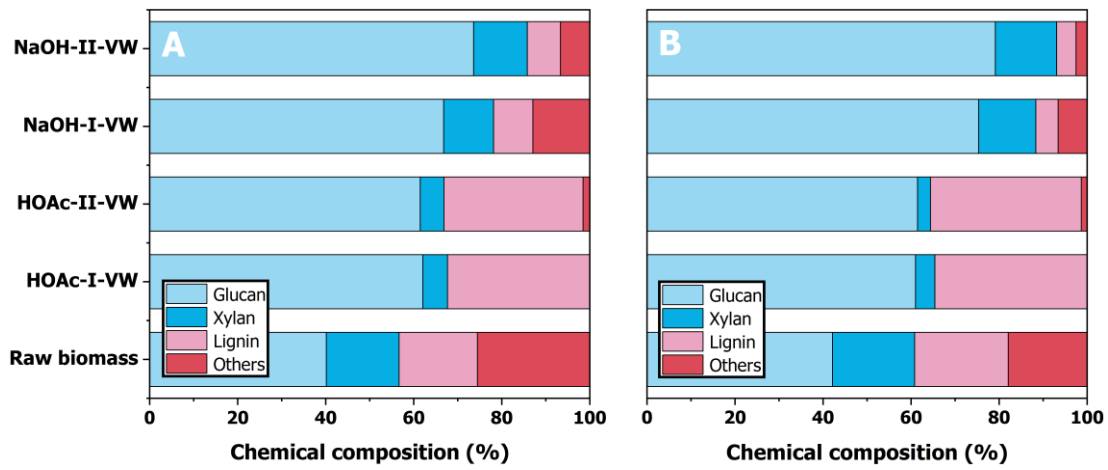 A
B
NaOH-II-VW
NaOH-I-VW
HOAc-II-VW
HOAc-I-VW
Raw biomass
Glucan
Xylan
Lignin
Others
Glucan
Xylan
Lignin
Others
0 20 40 60 80 100
0 20 40 60 80 100
Chemical composition (%)
Chemical composition (%)